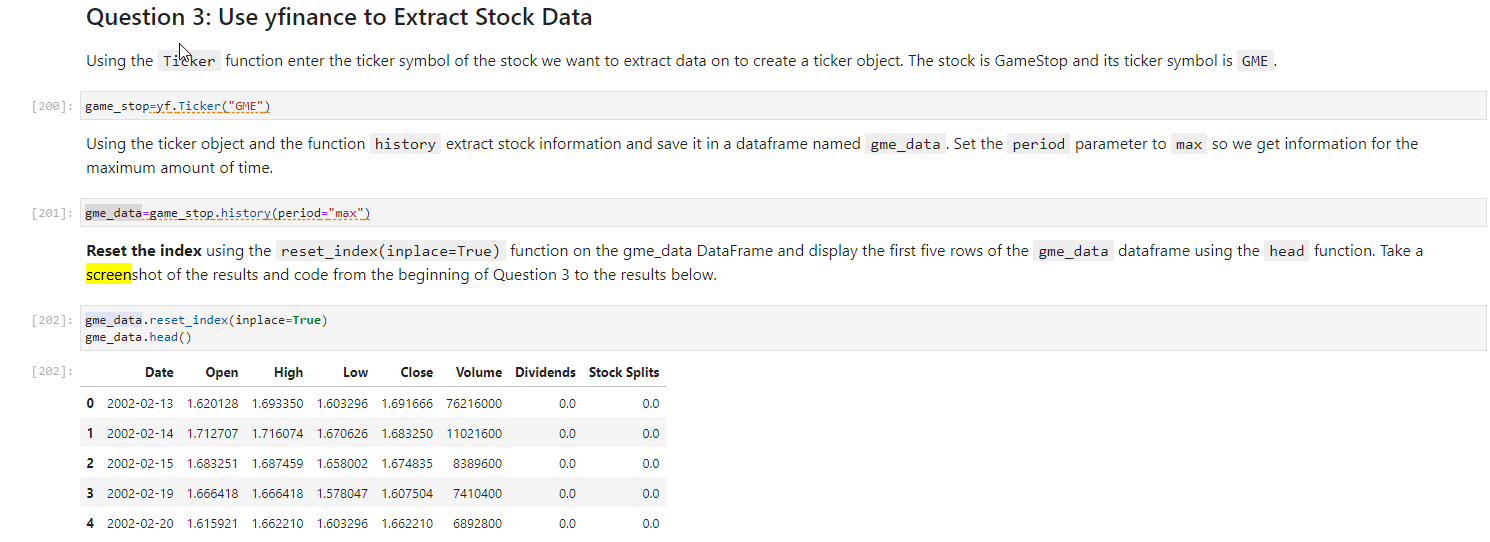 Question 3: Use yfinance to Extract Stock Data
Using the Ticker function enter the ticker symbol of the stock we want to extract data on to create a ticker object. The stock is GameStop and its ticker symbol is GME .
[200]: game_stop=yf.Ticker("GME")
Using the ticker object and the function history extract stock information and save it in a dataframe named gme_data . Set the period parameter to max so we get information for the
maximum amount of time.
[201]: gme_data=game_stop.history(period="max")
Reset the index using the reset_index(inplace=True) function on the gme_data DataFrame and display the first five rows of the gme_data dataframe using the head function. Take a
screenshot of the results and code from the beginning of Question 3 to the results below.
[202]: gme_data.reset_index(inplace=True)
gme_data.head()
[202]: Date Open High Low Close Volume Dividends Stock Splits
0 2002-02-13 1.620128 1.693350 1.603296 1.691666 76216000 0.0 0.0
1 2002-02-14 1.712707 1.716074 1.670626 1.683250 11021600 0.0 0.0
2 2002-02-15 1.683251 1.687459 1.658002 1.674835 8389600 0.0 0.0
3 2002-02-19 1.666418 1.666418 1.578047 1.607504 7410400 0.0 0.0
4 2002-02-20 1.615921 1.662210 1.603296 1.662210 6892800 0.0 0.0